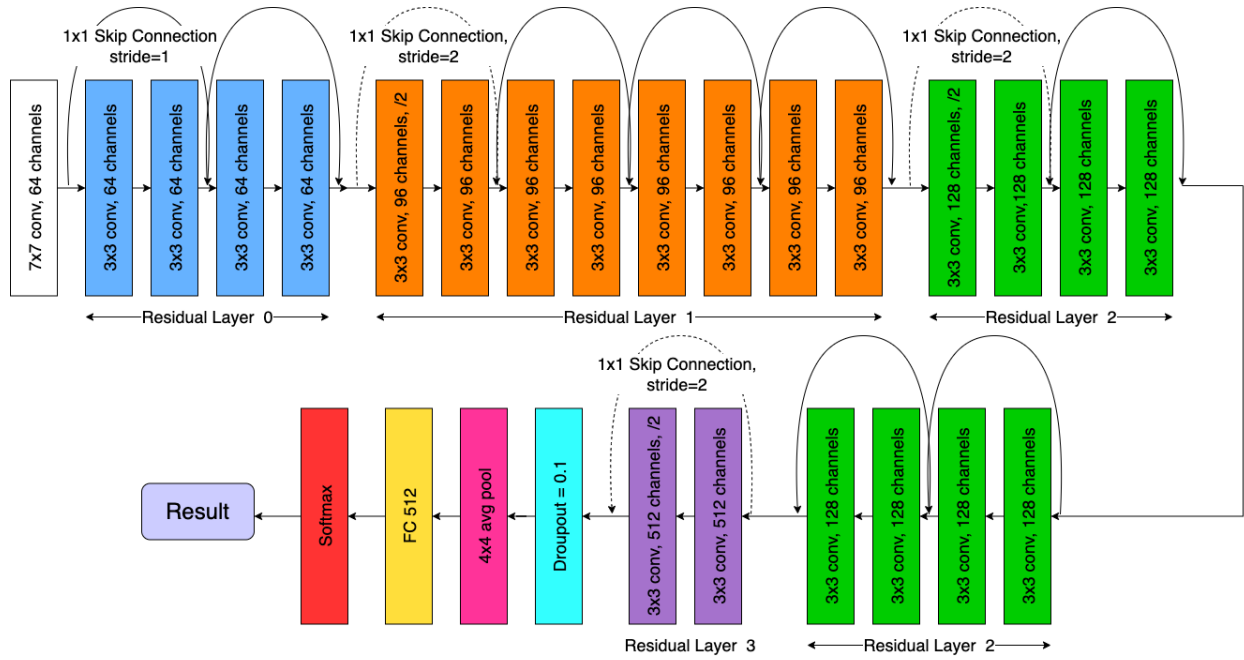 1x1 Skip Connection
stride=1
1x1 Skip Connection,
stride=2
1x1 Skip Connection,
stride=2
7x7 conv, 64 channels
3x3 conv, 64 channels
3x3 conv, 64 channels
3x3 conv, 64 channels
3x3 conv, 64 channels
3x3 conv, 96 channels, /2
3x3 conv, 96 channels
3x3 conv, 96 channels
3x3 conv, 96 channels
3x3 conv, 96 channels
3x3 conv, 96 channels
3x3 conv, 96 channels
3x3 conv, 96 channels
3x3 conv, 128 channels, /2
3x3 conv,128 channels
3x3 conv, 128 channels
3x3 conv, 128 channels
Residual Layer 0
Residual Layer 1
Residual Layer 2
1x1 Skip Connection,
stride=2
Result
Softmax
FC 512
4x4 avg pool
Droupout = 0.1
3x3 conv, 512 channels, /2
3x3 conv, 512 channels
3x3 conv, 128 channels
3x3 conv, 128 channels
3x3 conv, 128 channels
3x3 conv, 128 channels
Residual Layer 3
Residual Layer 2